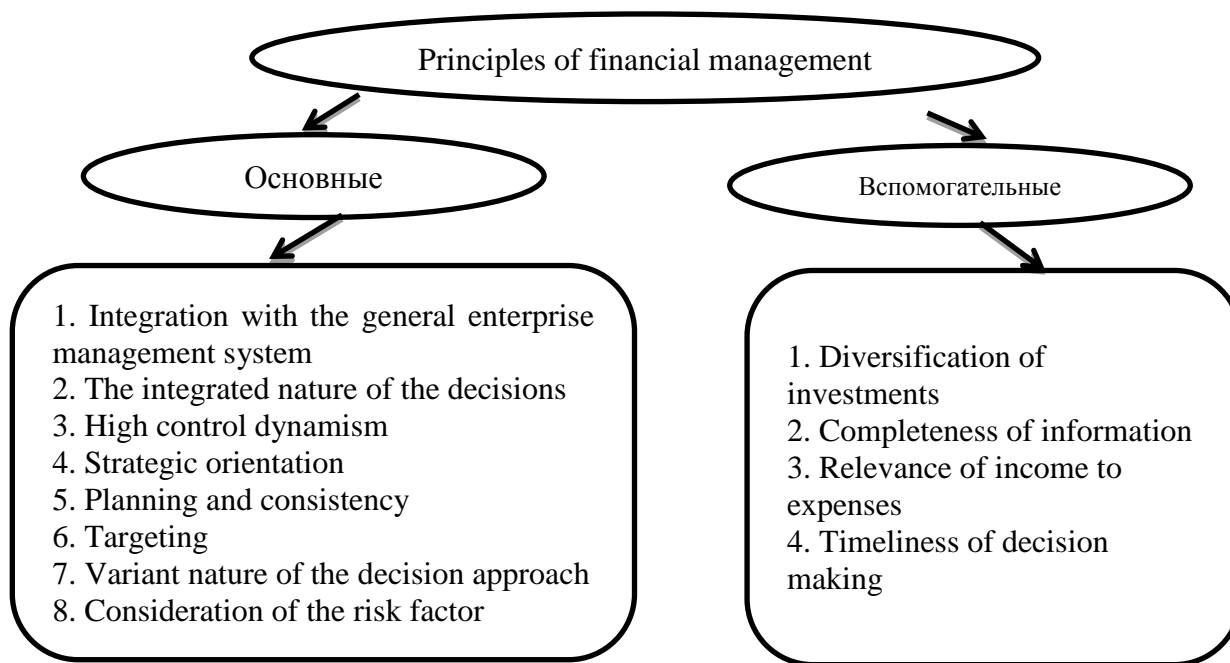 Principles of financial management
Основные
Вспомогательные
1. Integration with the general enterprise
management system
2. The integrated nature of the decisions
3. High control dynamism
4. Strategic orientation
5. Planning and consistency
6. Targeting
7. Variant nature of the decision approach
8. Consideration of the risk factor
1. Diversification of
investments
2. Completeness of information
3. Relevance of income to
expenses
4. Timeliness of decision
making